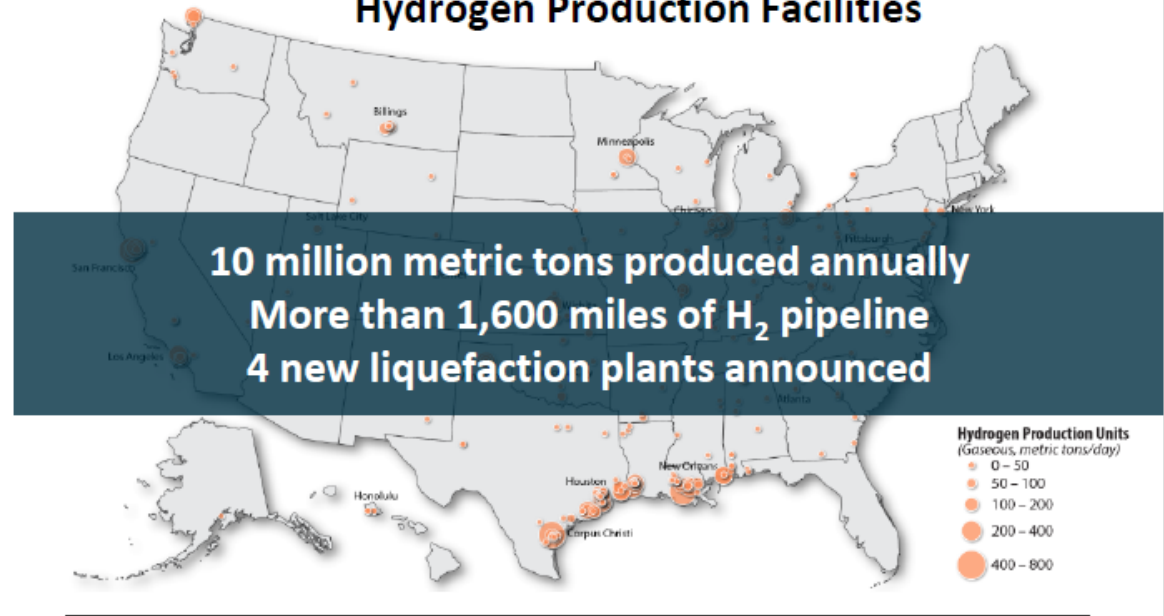 Hydrogen Production Facilities
Billings
Minneapolis
Chicago
New York
Salt Lake City
Pittsburgh
San Francisco
10 million metric tons produced annually
More than 1,600 miles of H₂ pipeline
Wichita
4 new liquefaction plants announced
Los Angeles
Atlanta
Hydrogen Production Units
(Gaseous, metric tons/day)
0 – 50
50 – 100
100 – 200
200 – 400
400 – 800
New Orleans
Houston
Honolulu
Corpus Christi